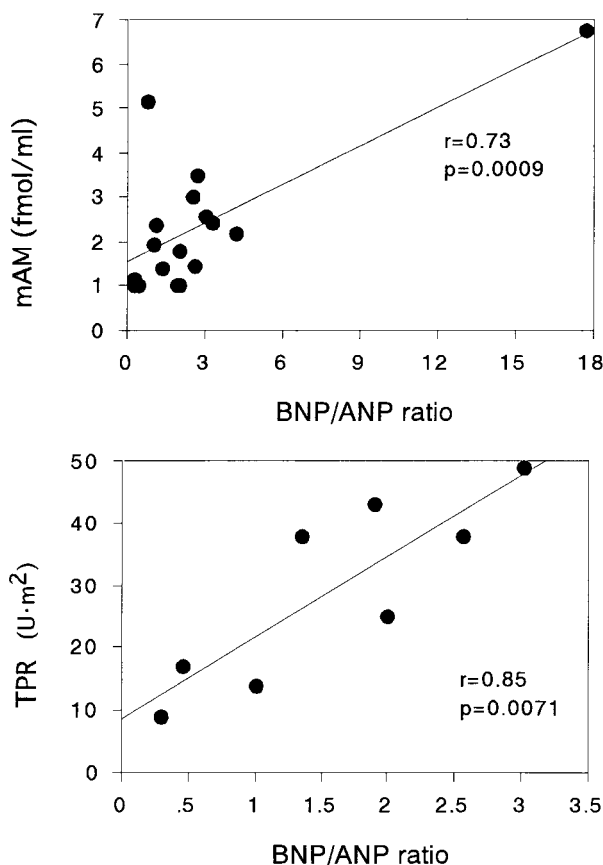 7
6
5
4
3
2
1
0
mAM (fmol/ml)
r=0.73
p=0.0009
0 3 6 9 12 15 18
BNP/ANP ratio
50
40
30
20
10
0
TPR (U·m²)
r=0.85
p=0.0071
0 .5 1 1.5 2 2.5 3 3.5
BNP/ANP ratio